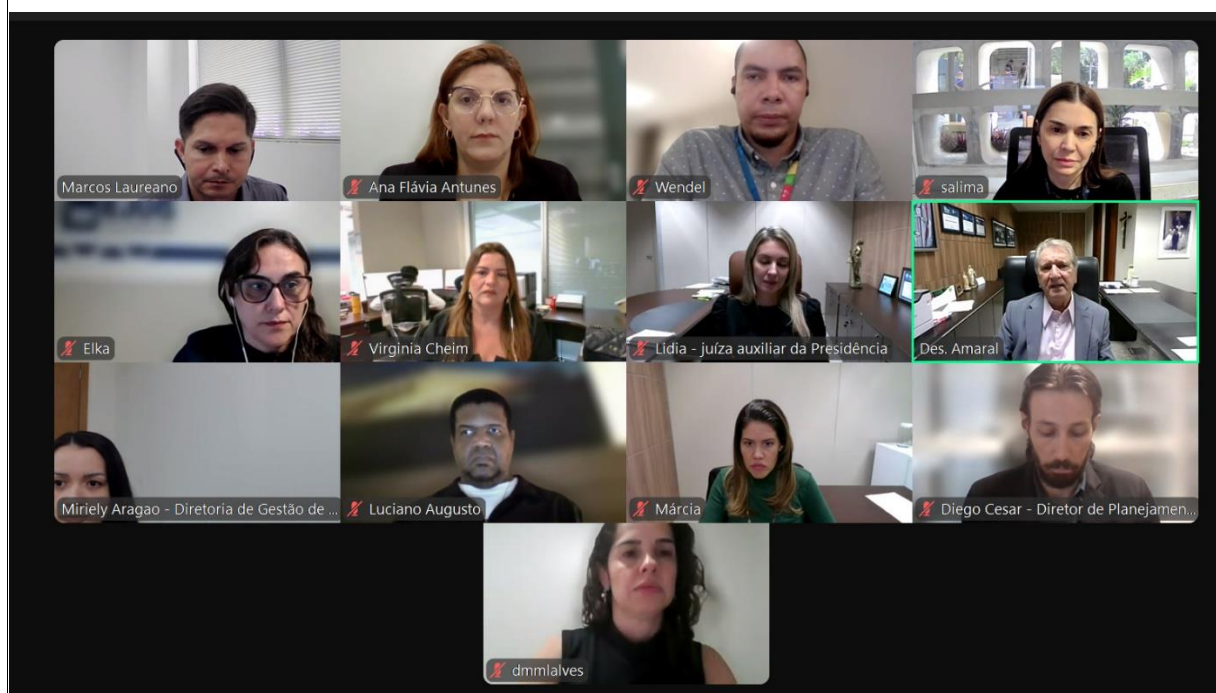 Marcos Laureano
Ana Flávia Antunes
Wendel
salima
Elka
Virginia Cheim
Lidia - juíza auxiliar da Presidência
Des. Amaral
Miriely Aragao - Diretoria de Gestão de ...
Luciano Augusto
Márcia
Diego Cesar - Diretor de Planejamen...
dmmlalves